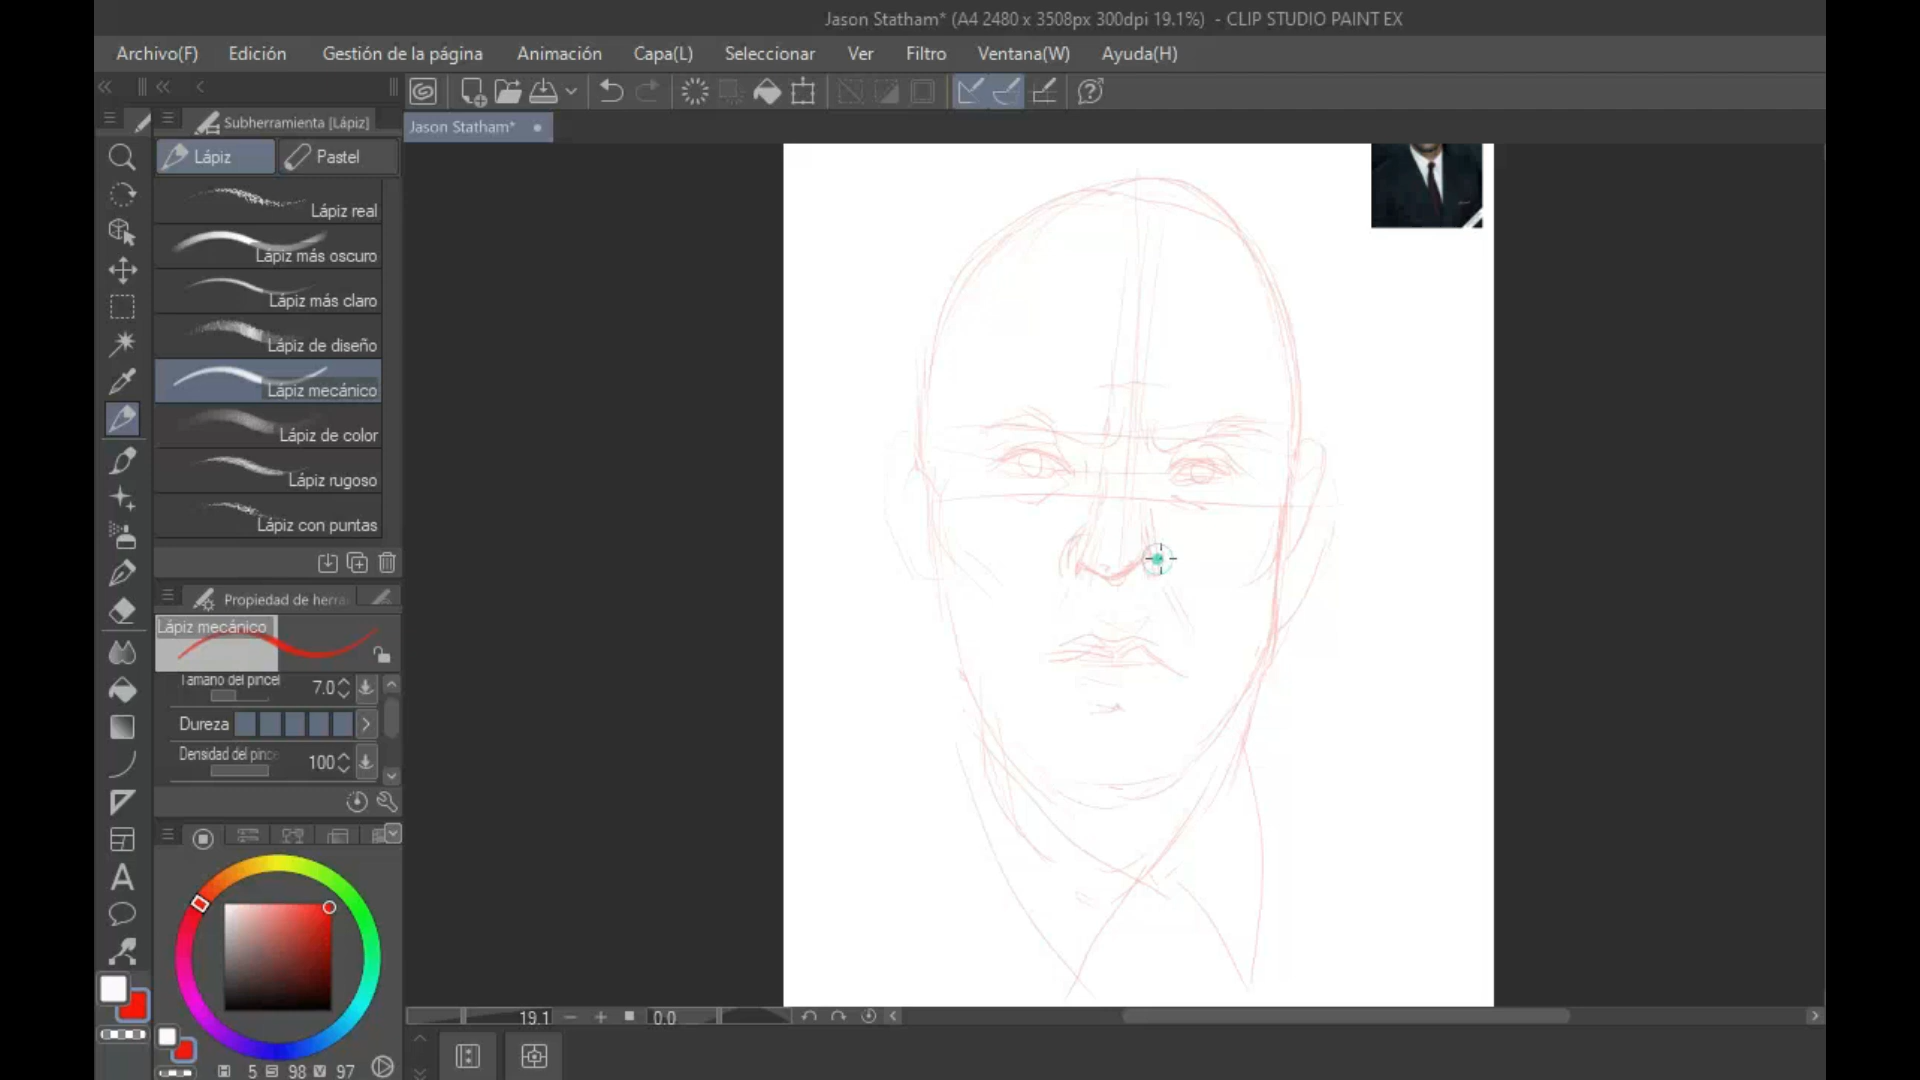 Jason Statham* (A4 2480 x 3508px 300dpi 19.1%) - CLIP STUDIO PAINT EX
Archivo(F) Edición Gestión de la página Animación Capa(L) Seleccionar Ver Filtro Ventana(W) Ayuda(H)
Subherramienta [Lápiz]
Jason Statham*
Lápiz Pastel
Lápiz real
Lápiz más oscuro
Lápiz más claro
Lápiz de diseño
Lápiz mecánico
Lápiz de color
Lápiz rugoso
Lápiz con puntas
Propiedad de herra
Lápiz mecánico
Tamaño del pincel 7.0
Dureza
Densidad del pince 100
19.1 0.0
H 5 S 98 V 97